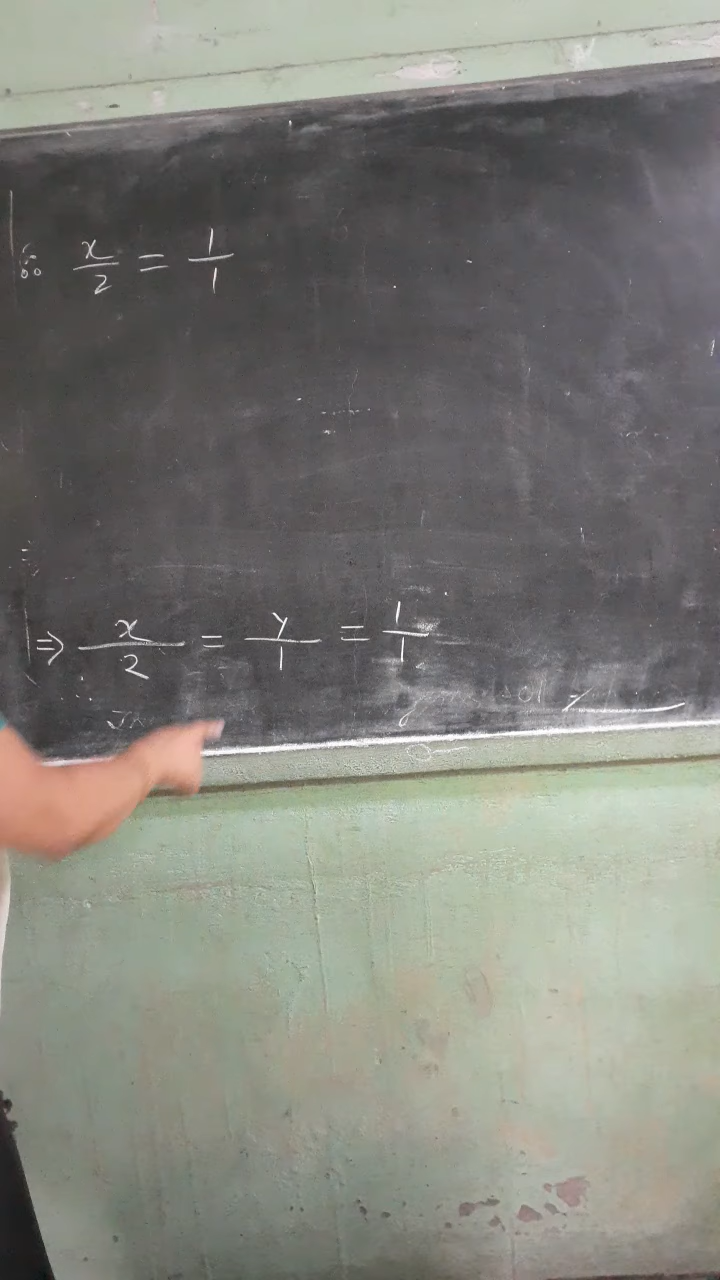 ∴ x/2 = 1/1
⇒ x/2 = y/1 = 1/1